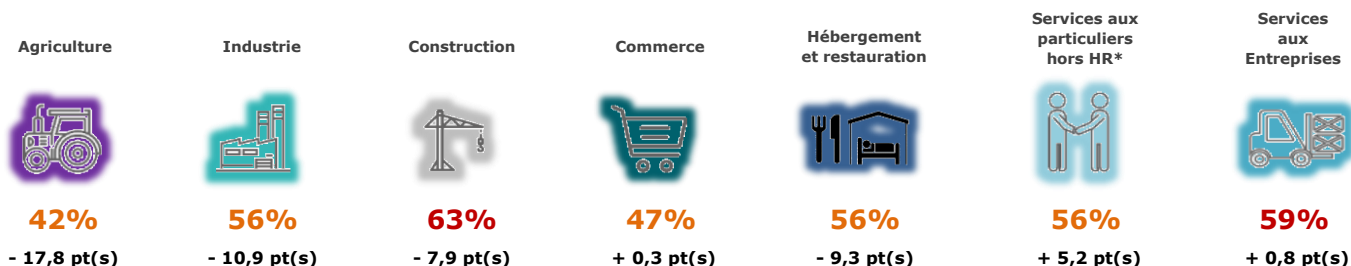 Agriculture
Industrie
Construction
Commerce
Hébergement
et restauration
Services aux
particuliers
hors HR*
Services
aux
Entreprises
42%
56%
63%
47%
56%
56%
59%
- 17,8 pt(s)
- 10,9 pt(s)
- 7,9 pt(s)
+ 0,3 pt(s)
- 9,3 pt(s)
+ 5,2 pt(s)
+ 0,8 pt(s)